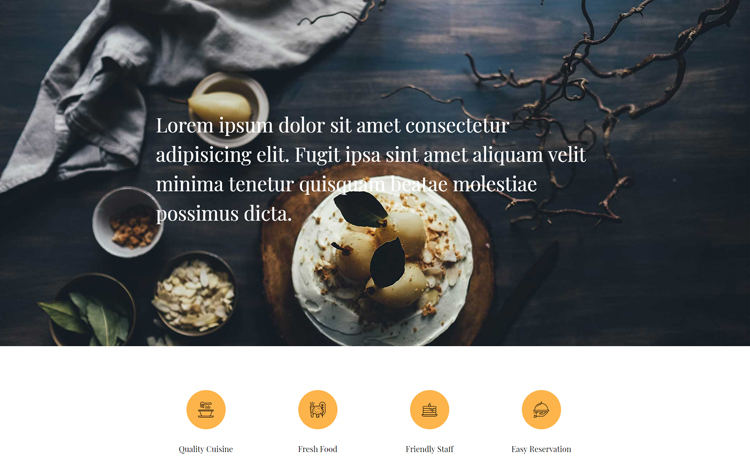 Lorem ipsum dolor sit amet consectetur
adipisicing elit. Fugit ipsa sint amet aliquam velit
minima tenetur quisquam beatae molestiae
possimus dicta.
Quality Cuisine
Fresh Food
Friendly Staff
Easy Reservation